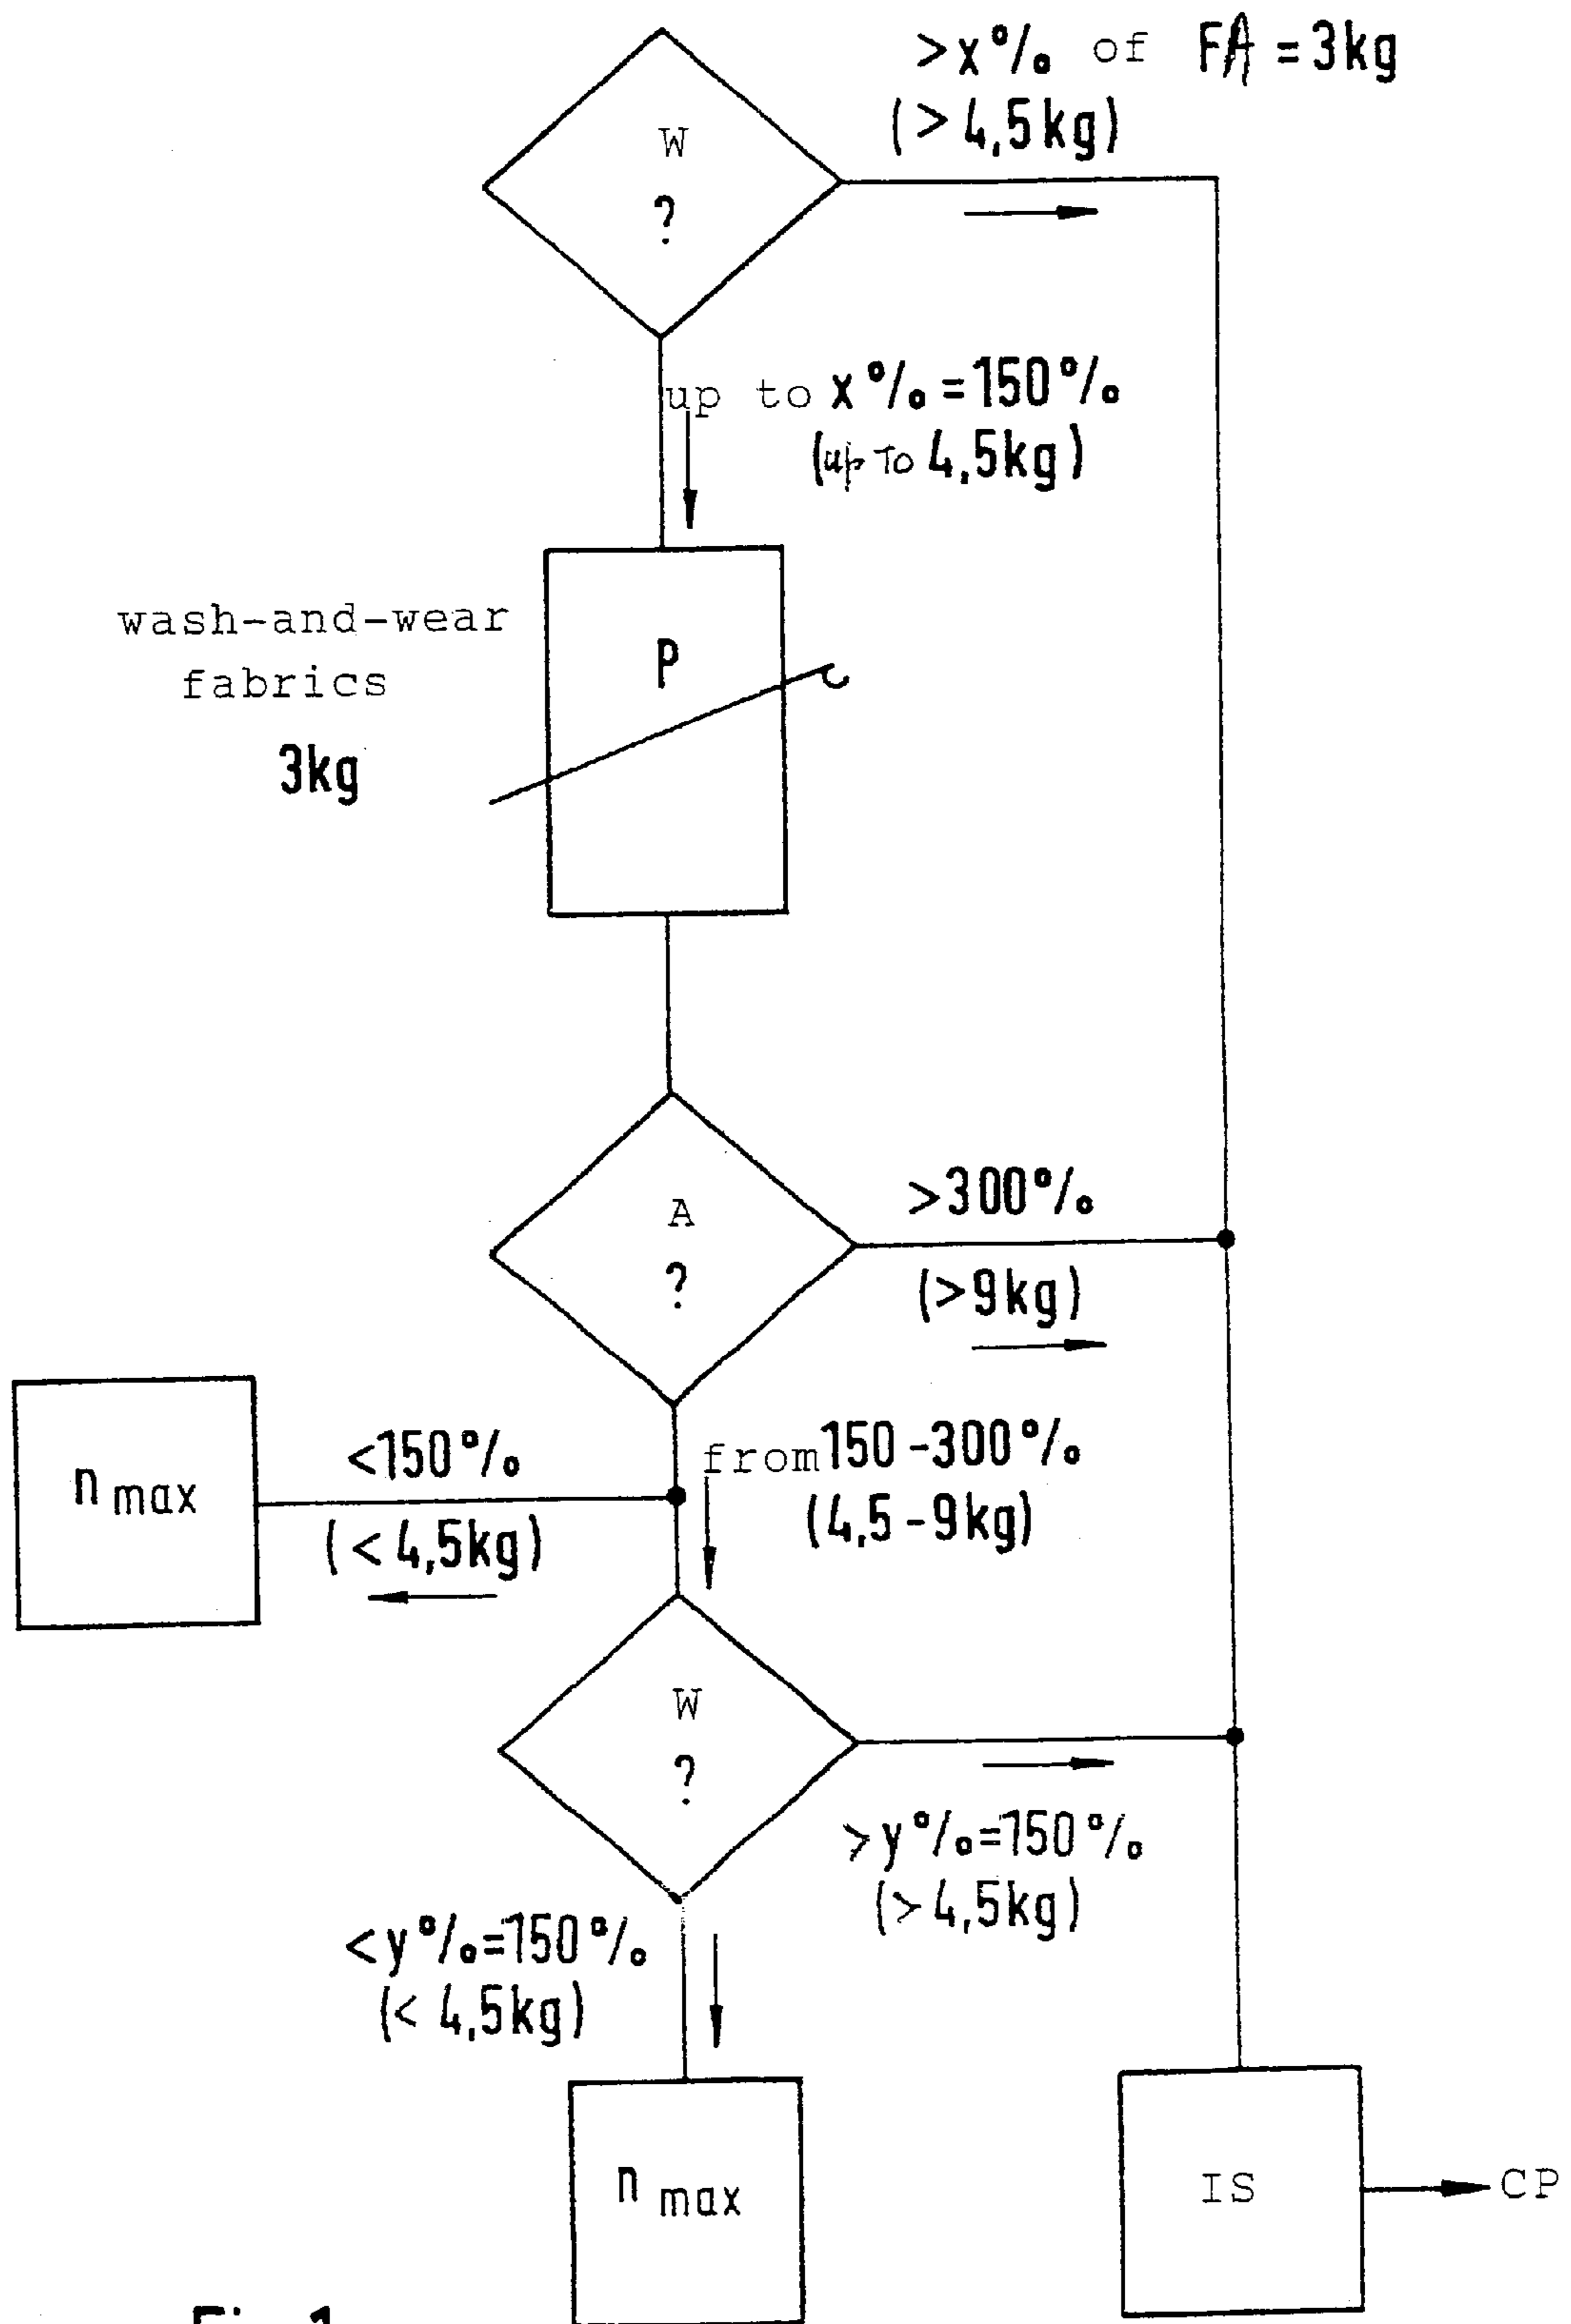 >x% of FA = 3kg
(> 4,5kg)
W
?
up to x% = 150%
(up to 4,5kg)
wash-and-wear
fabrics
3kg
P
A
?
>300%
(>9kg)
<150%
(< 4,5kg)
from 150-300%
(4,5-9kg)
n max
W
?
>y%=150%
(> 4,5kg)
<y%=150%
(< 4,5kg)
n max
IS
CP